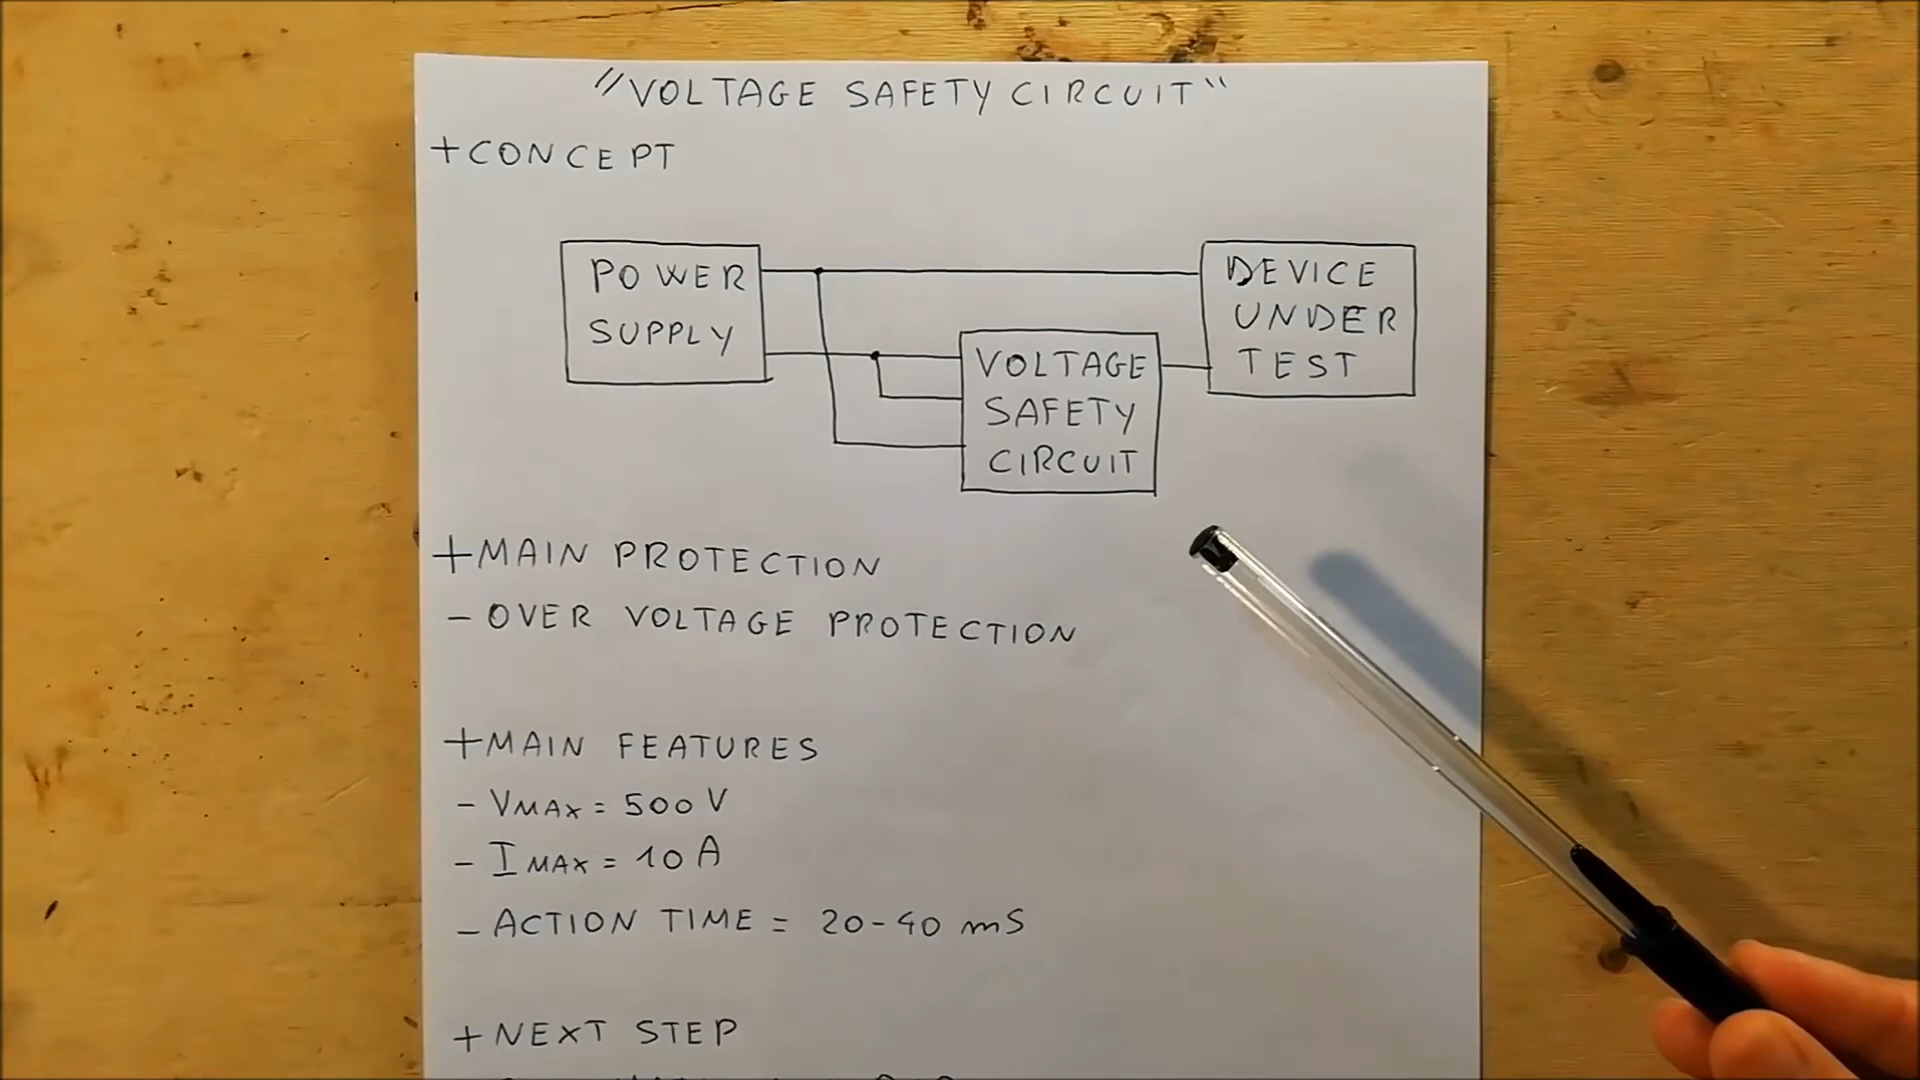 "VOLTAGE SAFETY CIRCUIT"
+CONCEPT
POWER
SUPPLY
DEVICE
UNDER
TEST
VOLTAGE
SAFETY
CIRCUIT
+MAIN PROTECTION
- OVER VOLTAGE PROTECTION
+MAIN FEATURES
- VMAX = 500 V
- IMAX = 10 A
- ACTION TIME = 20-40 mS
+ NEXT STEP